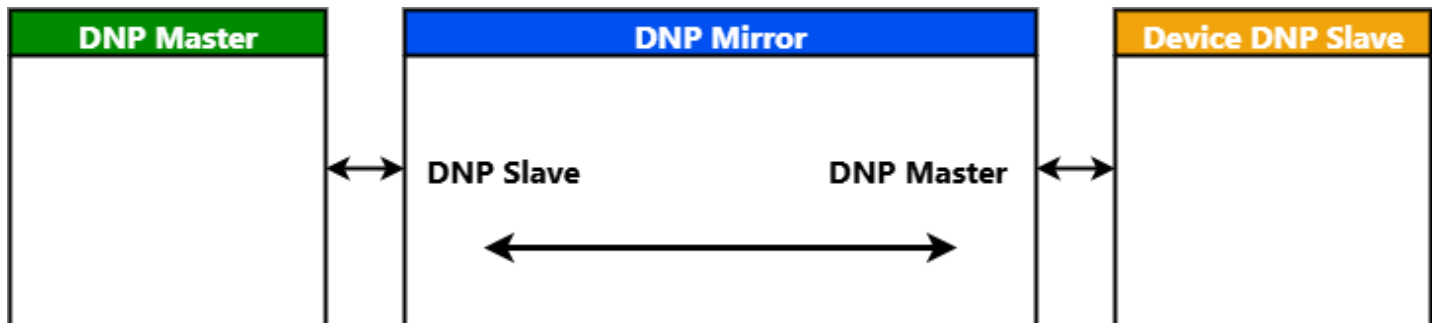 DNP Master
DNP Mirror
Device DNP Slave
DNP Slave
DNP Master